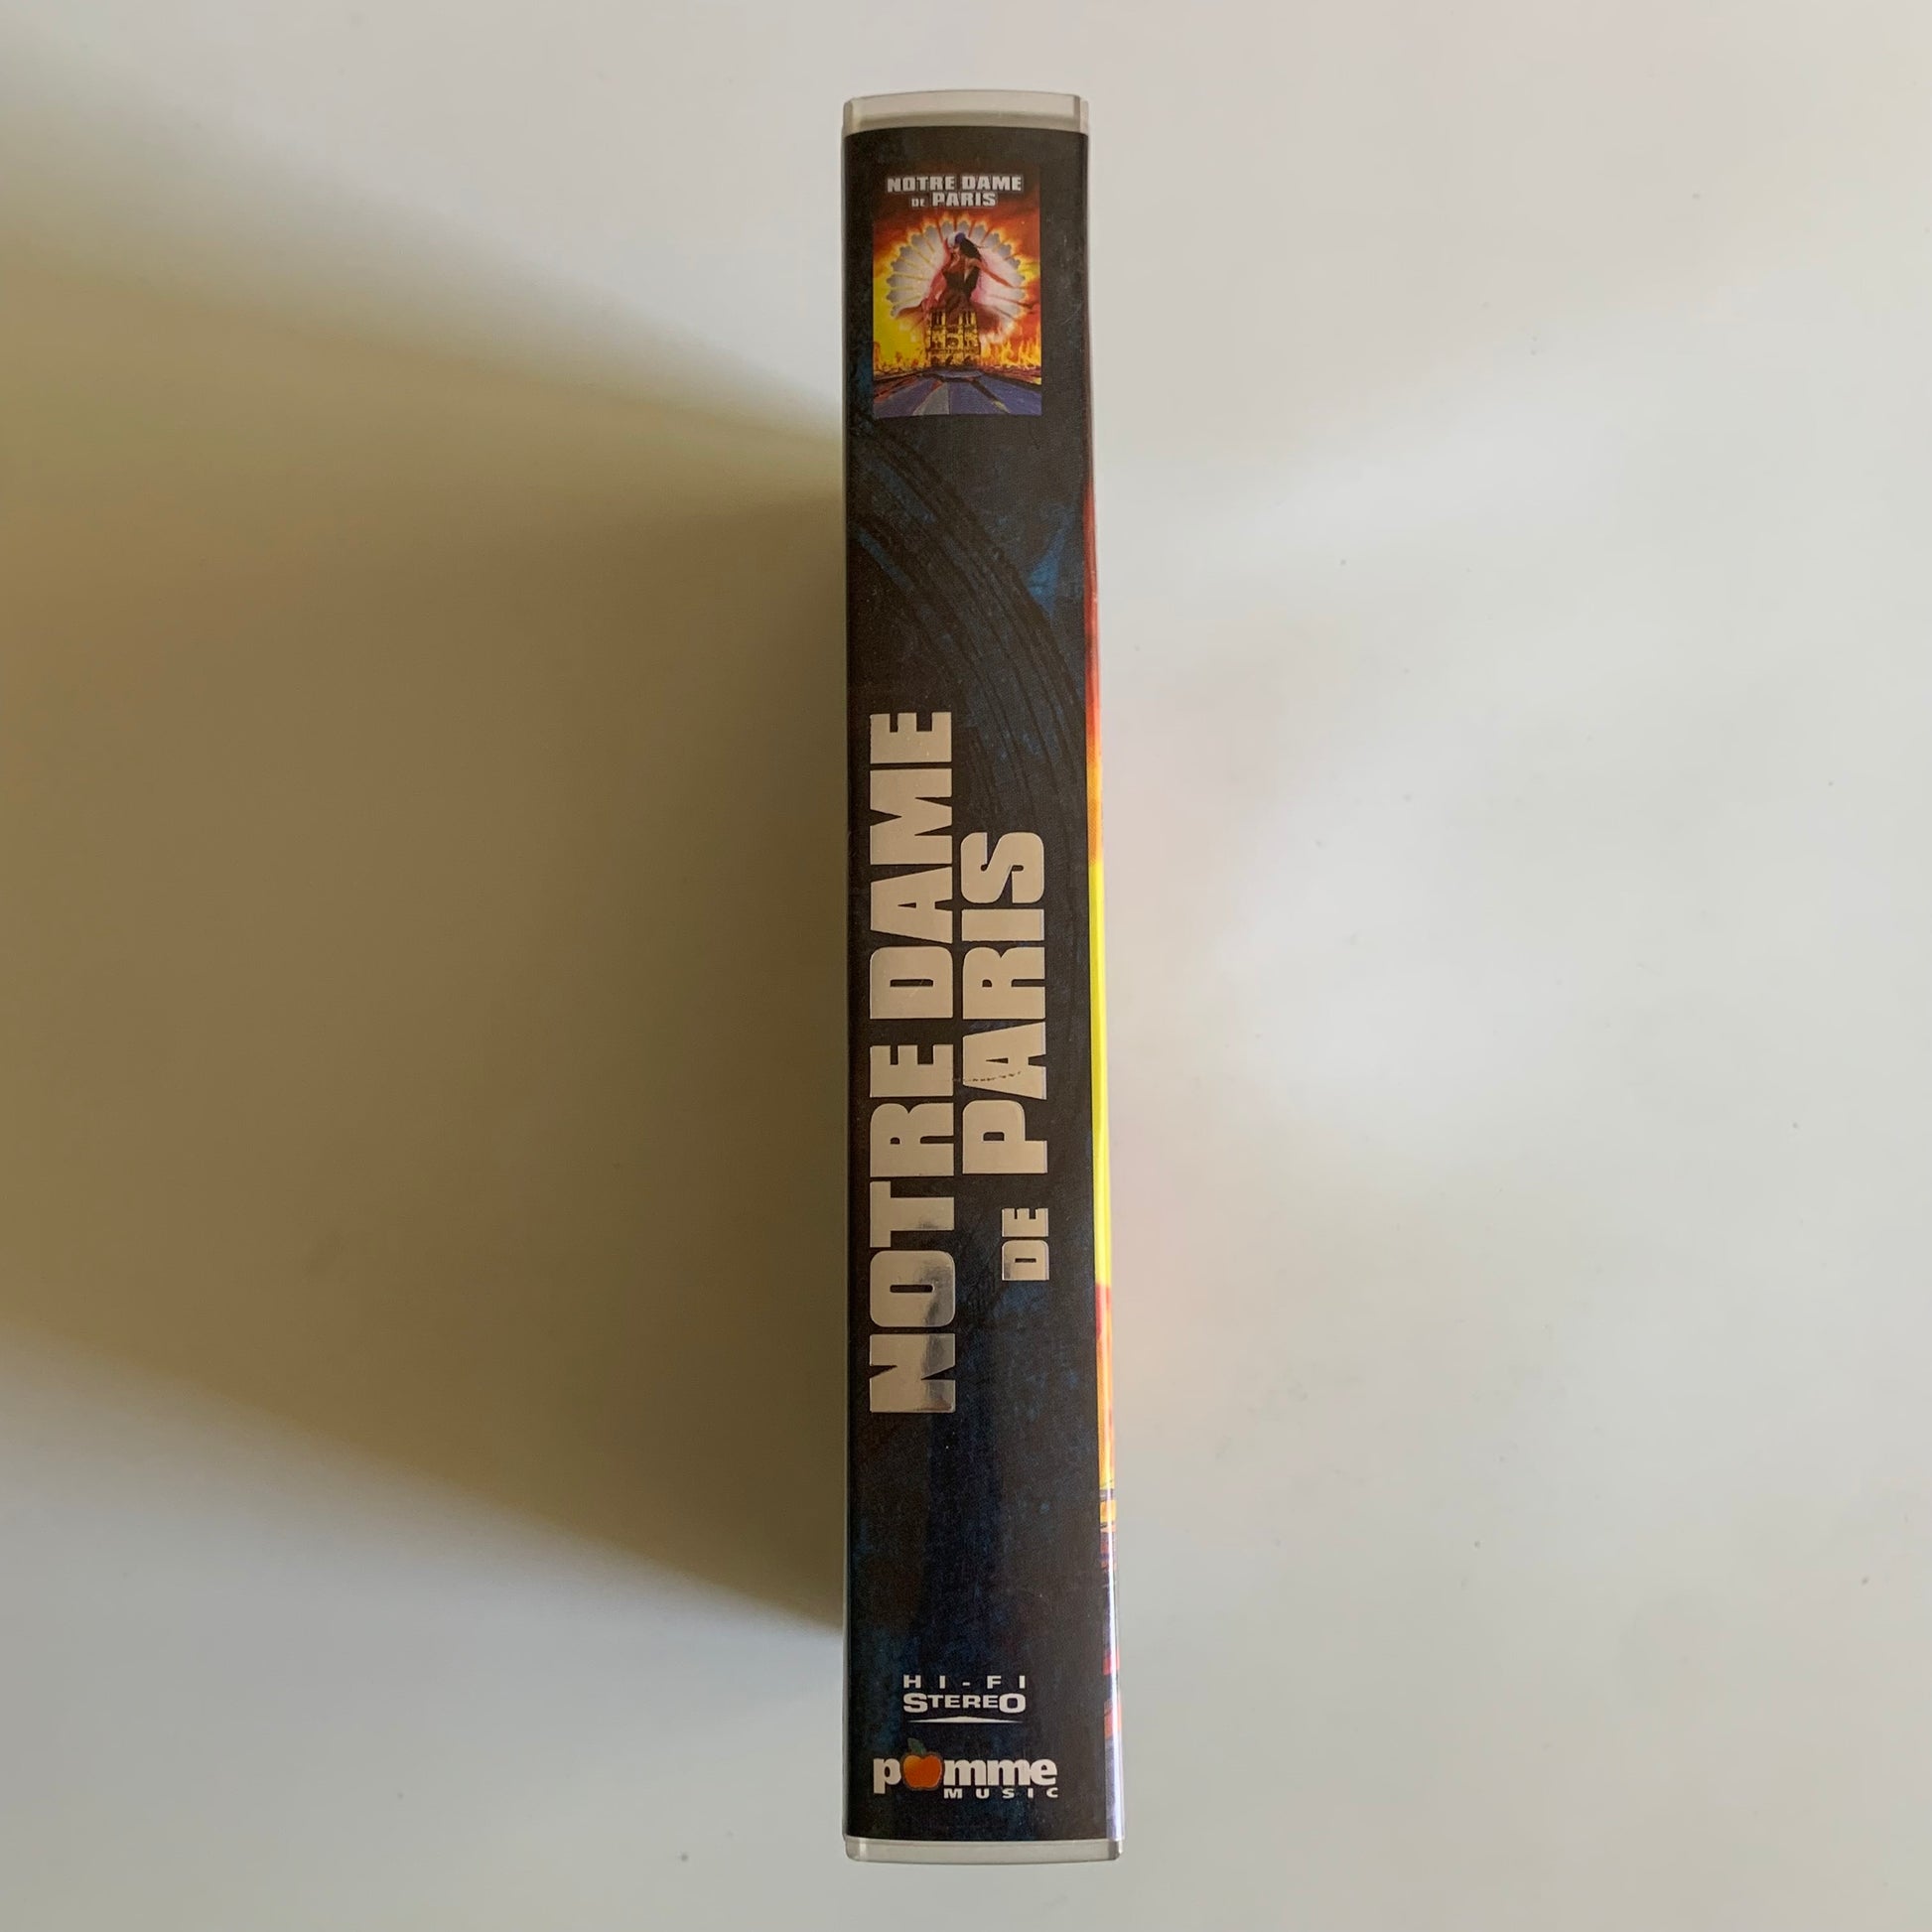 NOTRE DAME
DE PARIS
NOTRE DAME
DE PARIS
HI-FI
STEREO
pomme
MUSIC